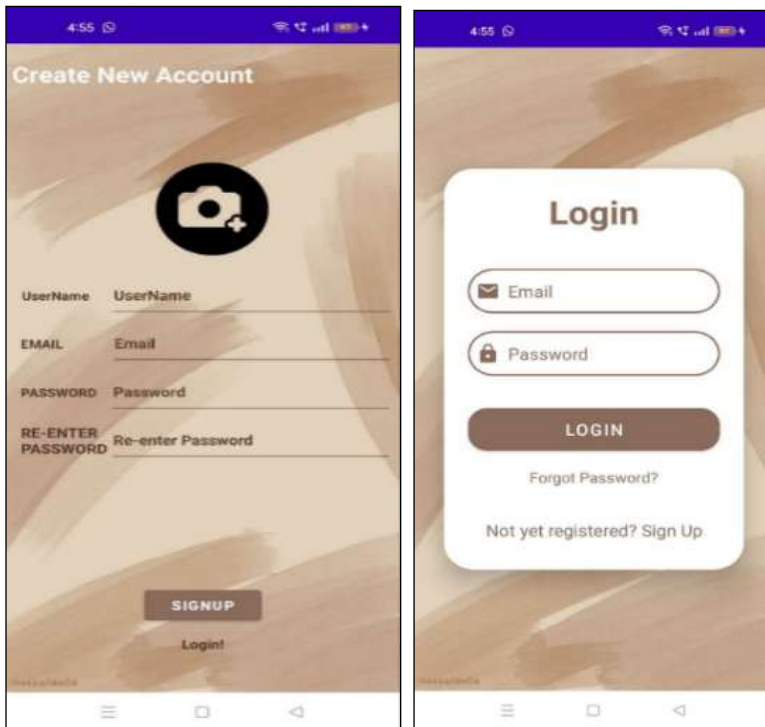 4:55
Create New Account
UserName UserName
EMAIL Email
PASSWORD Password
RE-ENTER
PASSWORD Re-enter Password
SIGNUP
Login!
4:55
Login
Email
Password
LOGIN
Forgot Password?
Not yet registered? Sign Up